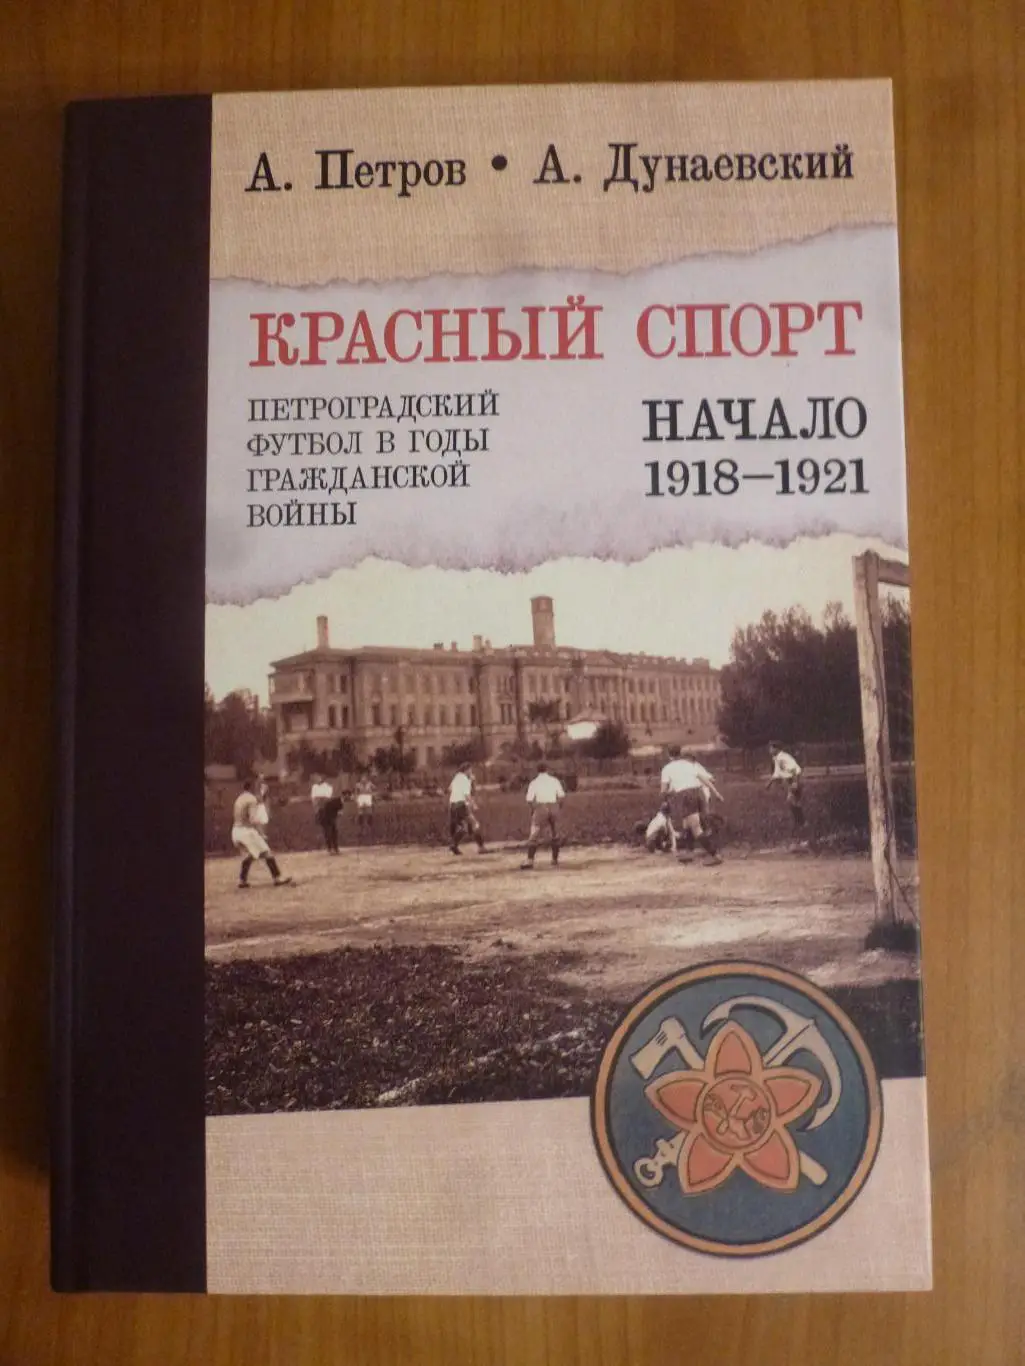 А. Петров • А. Дунаевский
КРАСНЫЙ СПОРТ
ПЕТРОГРАДСКИЙ
ФУТБОЛ В ГОДЫ
ГРАЖДАНСКОЙ
ВОЙНЫ
НАЧАЛО
1918–1921